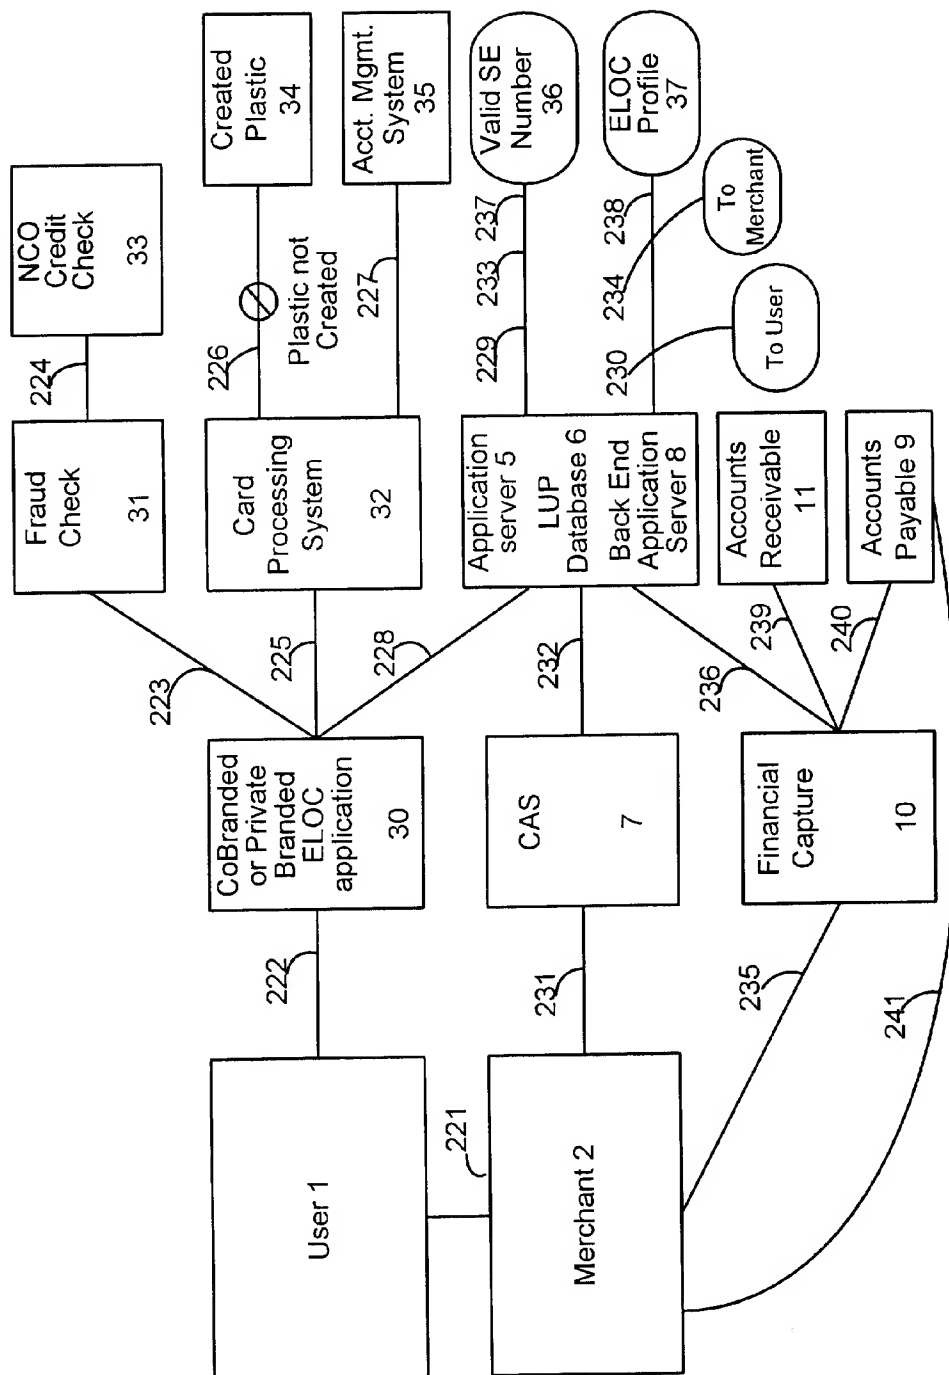 User 1
221
Merchant 2
222
231
235
241
CoBranded
or Private
Branded
ELOC
application
30
CAS
7
Financial
Capture
10
223
225
228
232
236
239
240
Fraud
Check
31
Card
Processing
System
32
Application
server 5
LUP
Database 6
Back End
Application
Server 8
Accounts
Receivable
11
Accounts
Payable 9
224
226
Plastic not
Created
227
229
233
237
230
234
238
NCO
Credit
Check
33
Created
Plastic
34
Acct. Mgmt.
System
35
Valid SE
Number
36
ELOC
Profile
37
To User
To
Merchant